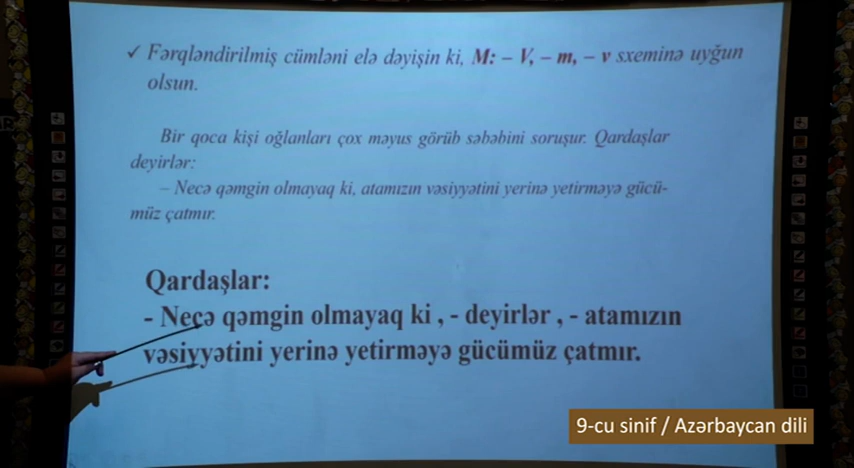 ✓ Fərqləndirilmiş cümləni elə dəyişin ki, M: – V, – m, – v sxeminə uyğun
olsun.
Bir qoca kişi oğlanları çox məyus görüb səbəbini soruşur. Qardaşlar
deyirlər:
– Necə qəmgin olmayaq ki, atamızın vəsiyyətini yerinə yetirməyə gücü-
müz çatmır.
Qardaşlar:
- Necə qəmgin olmayaq ki , - deyirlər , - atamızın
vəsiyyətini yerinə yetirməyə gücümüz çatmır.
9-cu sinif / Azərbaycan dili